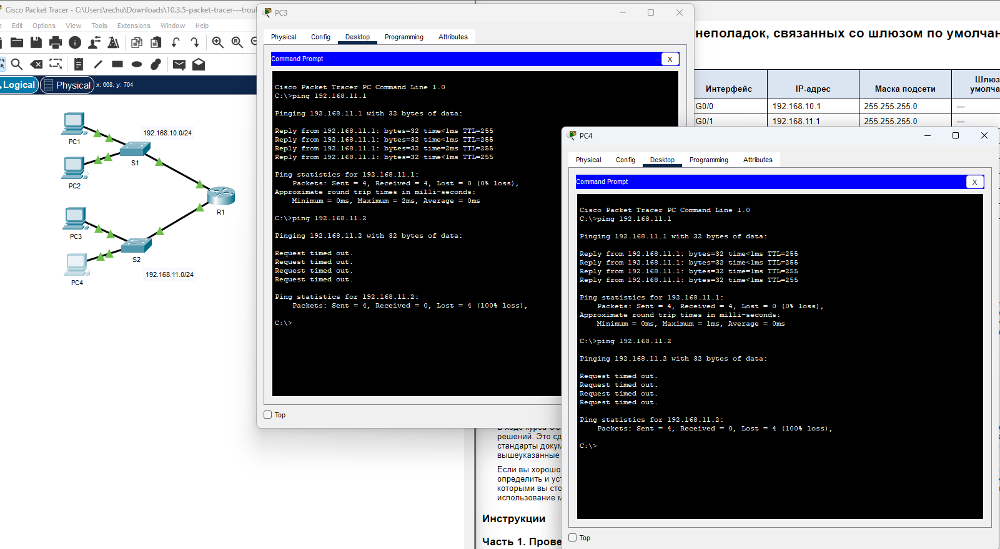 Cisco Packet Tracer - C:\Users\rechu\Downloads\10.3.5-packet-tracer---trou
Edit Options View Tools Extensions Window Help
Logical Physical x: 668, y: 704
PC1
192.168.10.0/24
S1
PC2
R1
PC3
S2
192.168.11.0/24
PC4
PC3
Physical Config Desktop Programming Attributes
Command Prompt X
Cisco Packet Tracer PC Command Line 1.0
C:\>ping 192.168.11.1
Pinging 192.168.11.1 with 32 bytes of data:
Reply from 192.168.11.1: bytes=32 time<1ms TTL=255
Reply from 192.168.11.1: bytes=32 time<1ms TTL=255
Reply from 192.168.11.1: bytes=32 time=2ms TTL=255
Reply from 192.168.11.1: bytes=32 time<1ms TTL=255
Ping statistics for 192.168.11.1:
Packets: Sent = 4, Received = 4, Lost = 0 (0% loss),
Approximate round trip times in milli-seconds:
Minimum = 0ms, Maximum = 2ms, Average = 0ms
C:\>ping 192.168.11.2
Pinging 192.168.11.2 with 32 bytes of data:
Request timed out.
Request timed out.
Request timed out.
Request timed out.
Ping statistics for 192.168.11.2:
Packets: Sent = 4, Received = 0, Lost = 4 (100% loss),
C:\>
Top
неполадок, связанных со шлюзом по умолчан
Интерфейс IP-адрес Маска подсети Шлюз
умолча
G0/0 192.168.10.1 255.255.255.0 —
G0/1 192.168.11.1 255.255.255.0 —
PC4
Physical Config Desktop Programming Attributes
Command Prompt X
Cisco Packet Tracer PC Command Line 1.0
C:\>ping 192.168.11.1
Pinging 192.168.11.1 with 32 bytes of data:
Reply from 192.168.11.1: bytes=32 time<1ms TTL=255
Reply from 192.168.11.1: bytes=32 time<1ms TTL=255
Reply from 192.168.11.1: bytes=32 time=1ms TTL=255
Reply from 192.168.11.1: bytes=32 time<1ms TTL=255
Ping statistics for 192.168.11.1:
Packets: Sent = 4, Received = 4, Lost = 0 (0% loss),
Approximate round trip times in milli-seconds:
Minimum = 0ms, Maximum = 1ms, Average = 0ms
C:\>ping 192.168.11.2
Pinging 192.168.11.2 with 32 bytes of data:
Request timed out.
Request timed out.
Request timed out.
Request timed out.
Ping statistics for 192.168.11.2:
Packets: Sent = 4, Received = 0, Lost = 4 (100% loss),
C:\>
Top
решений. Это сд
стандарты докум
вышеуказанные
Если вы хорошо
определить и уст
которыми вы сто
использование м
Инструкции
Часть 1. Прове